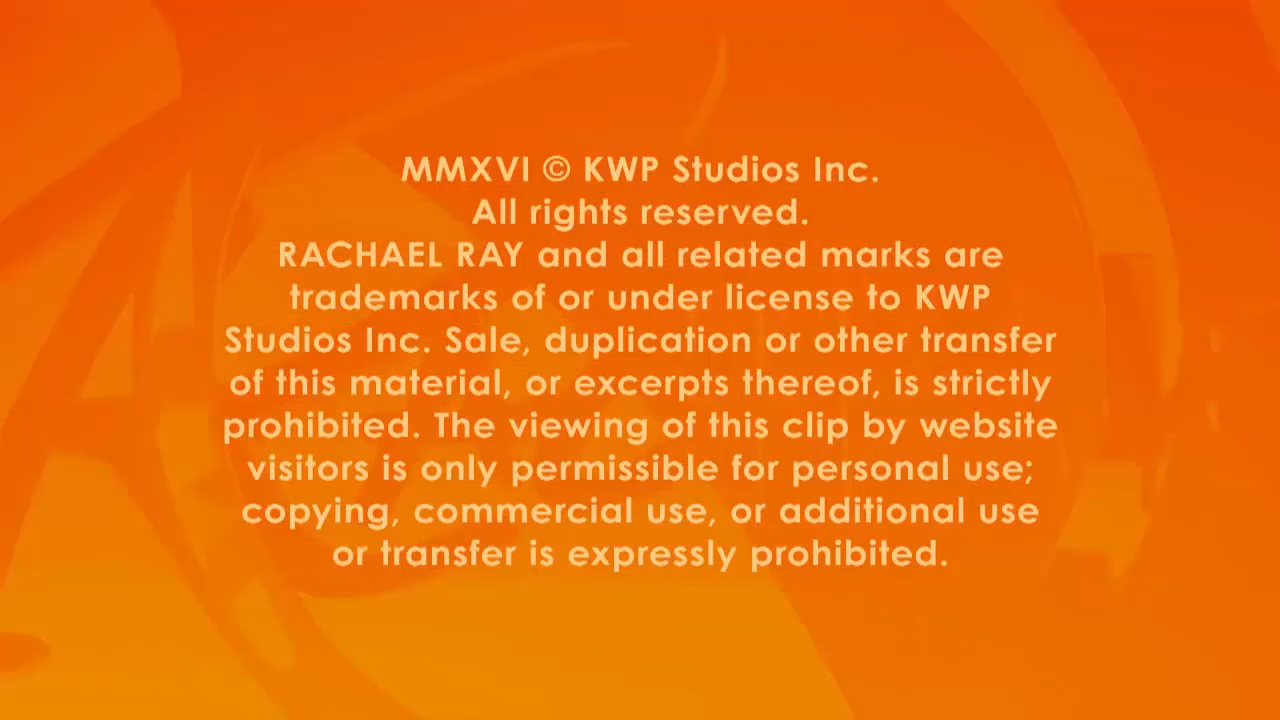 MMXVI © KWP Studios Inc.
All rights reserved.
RACHAEL RAY and all related marks are
trademarks of or under license to KWP
Studios Inc. Sale, duplication or other transfer
of this material, or excerpts thereof, is strictly
prohibited. The viewing of this clip by website
visitors is only permissible for personal use;
copying, commercial use, or additional use
or transfer is expressly prohibited.